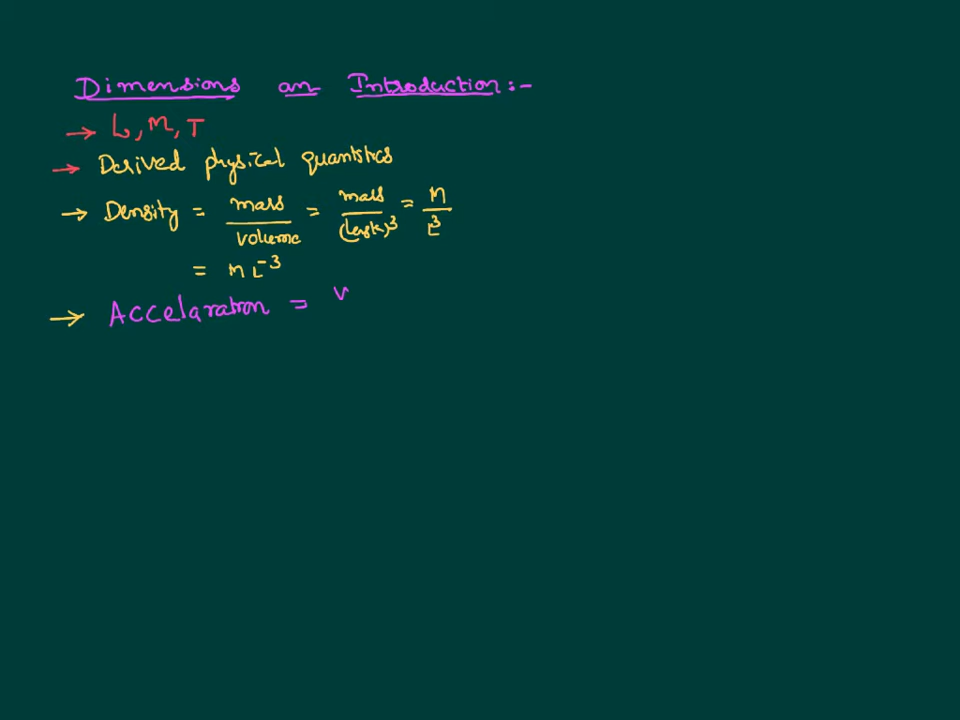 Dimensions an Introduction :-
→ L, M, T
→ Derived physical quantities
→ Density = mass/volume = mass/(length)³ = M/L³
= M L⁻³
→ Accelaration = v